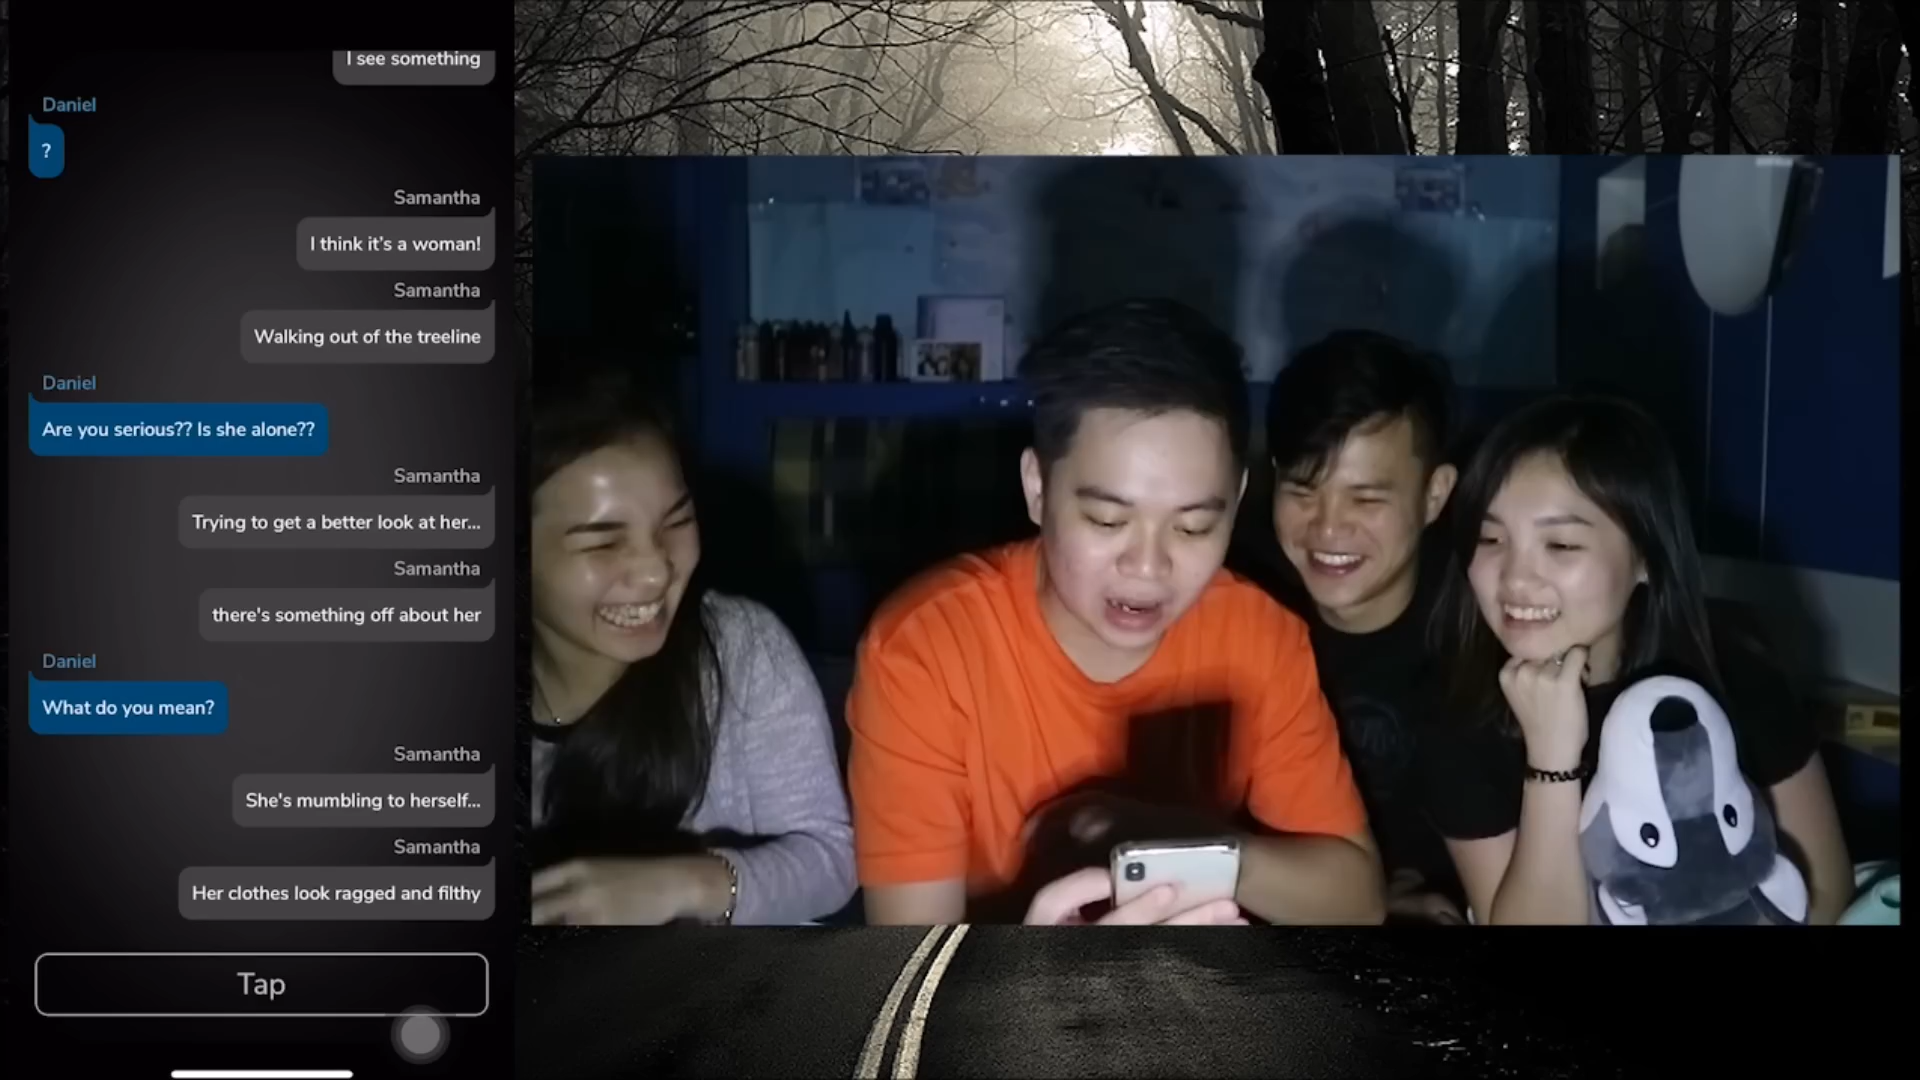 I see something
Daniel
?
Samantha
I think it's a woman!
Samantha
Walking out of the treeline
Daniel
Are you serious?? Is she alone??
Samantha
Trying to get a better look at her...
Samantha
there's something off about her
Daniel
What do you mean?
Samantha
She's mumbling to herself...
Samantha
Her clothes look ragged and filthy
Tap